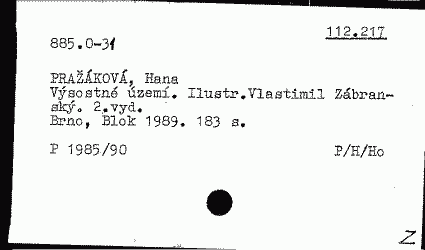 112.217
885.0-31
PRAŽÁKOVÁ, Hana
Výsostné území. Ilustr.Vlastimil Zábran-
ský. 2.vyd.
Brno, Blok 1989. 183 s.
P 1985/90 P/H/Ho
Z